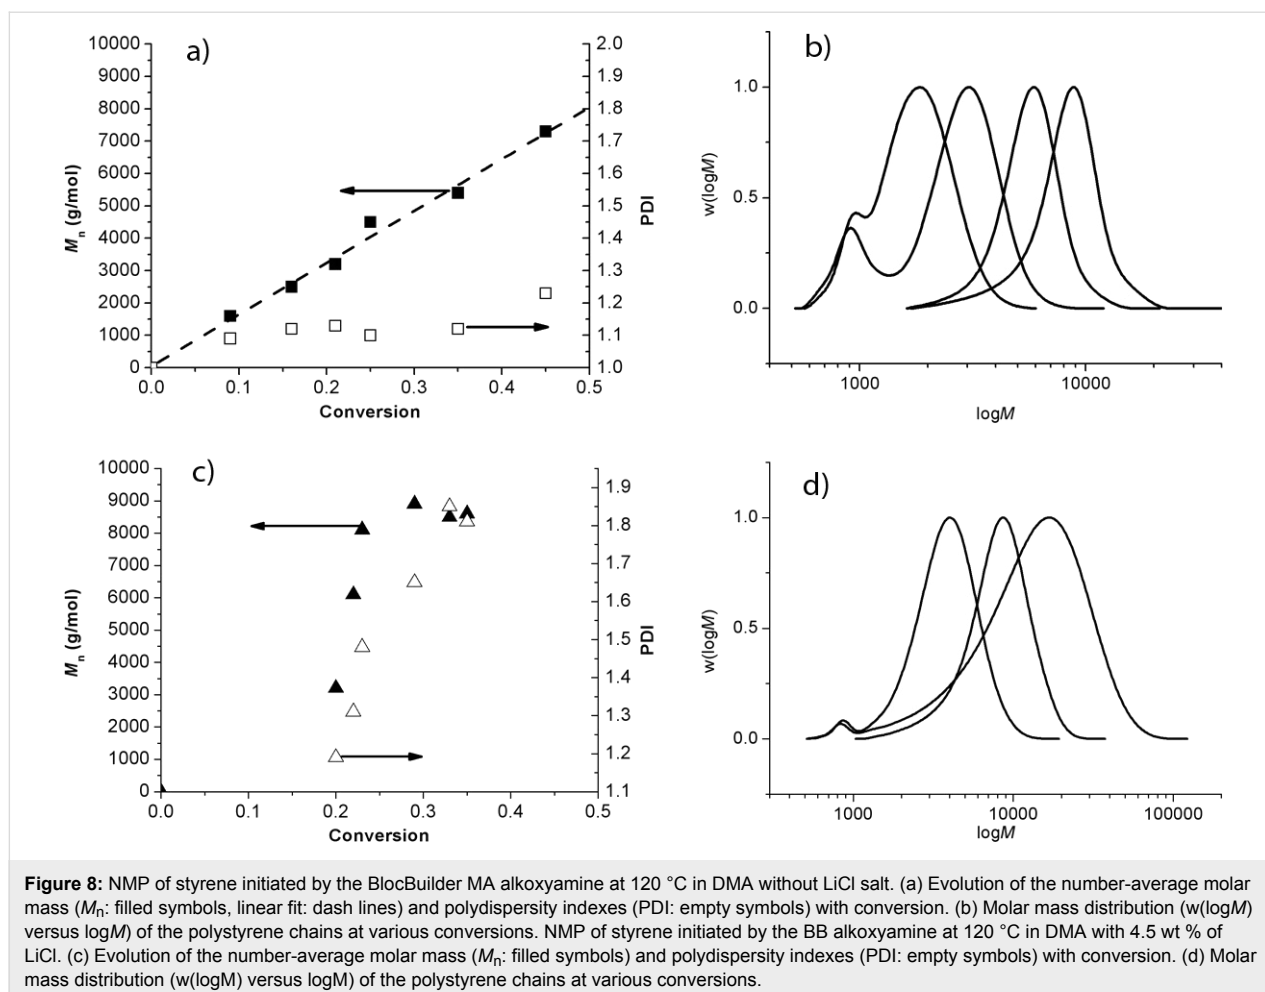 a)
10000
9000
8000
7000
6000
5000
4000
3000
2000
1000
0
Mn (g/mol)
2.0
1.9
1.8
1.7
1.6
1.5
1.4
1.3
1.2
1.1
1.0
PDI
0.0 0.1 0.2 0.3 0.4 0.5
Conversion
b)
1.0
0.5
0.0
w(logM)
1000 10000
logM
c)
10000
9000
8000
7000
6000
5000
4000
3000
2000
1000
0
Mn (g/mol)
1.9
1.8
1.7
1.6
1.5
1.4
1.3
1.2
1.1
PDI
0.0 0.1 0.2 0.3 0.4 0.5
Conversion
d)
1.0
0.5
0.0
w(logM)
1000 10000 100000
logM
Figure 8: NMP of styrene initiated by the BlocBuilder MA alkoxyamine at 120 °C in DMA without LiCl salt. (a) Evolution of the number-average molar
mass (Mn: filled symbols, linear fit: dash lines) and polydispersity indexes (PDI: empty symbols) with conversion. (b) Molar mass distribution (w(logM)
versus logM) of the polystyrene chains at various conversions. NMP of styrene initiated by the BB alkoxyamine at 120 °C in DMA with 4.5 wt % of
LiCl. (c) Evolution of the number-average molar mass (Mn: filled symbols) and polydispersity indexes (PDI: empty symbols) with conversion. (d) Molar
mass distribution (w(logM) versus logM) of the polystyrene chains at various conversions.